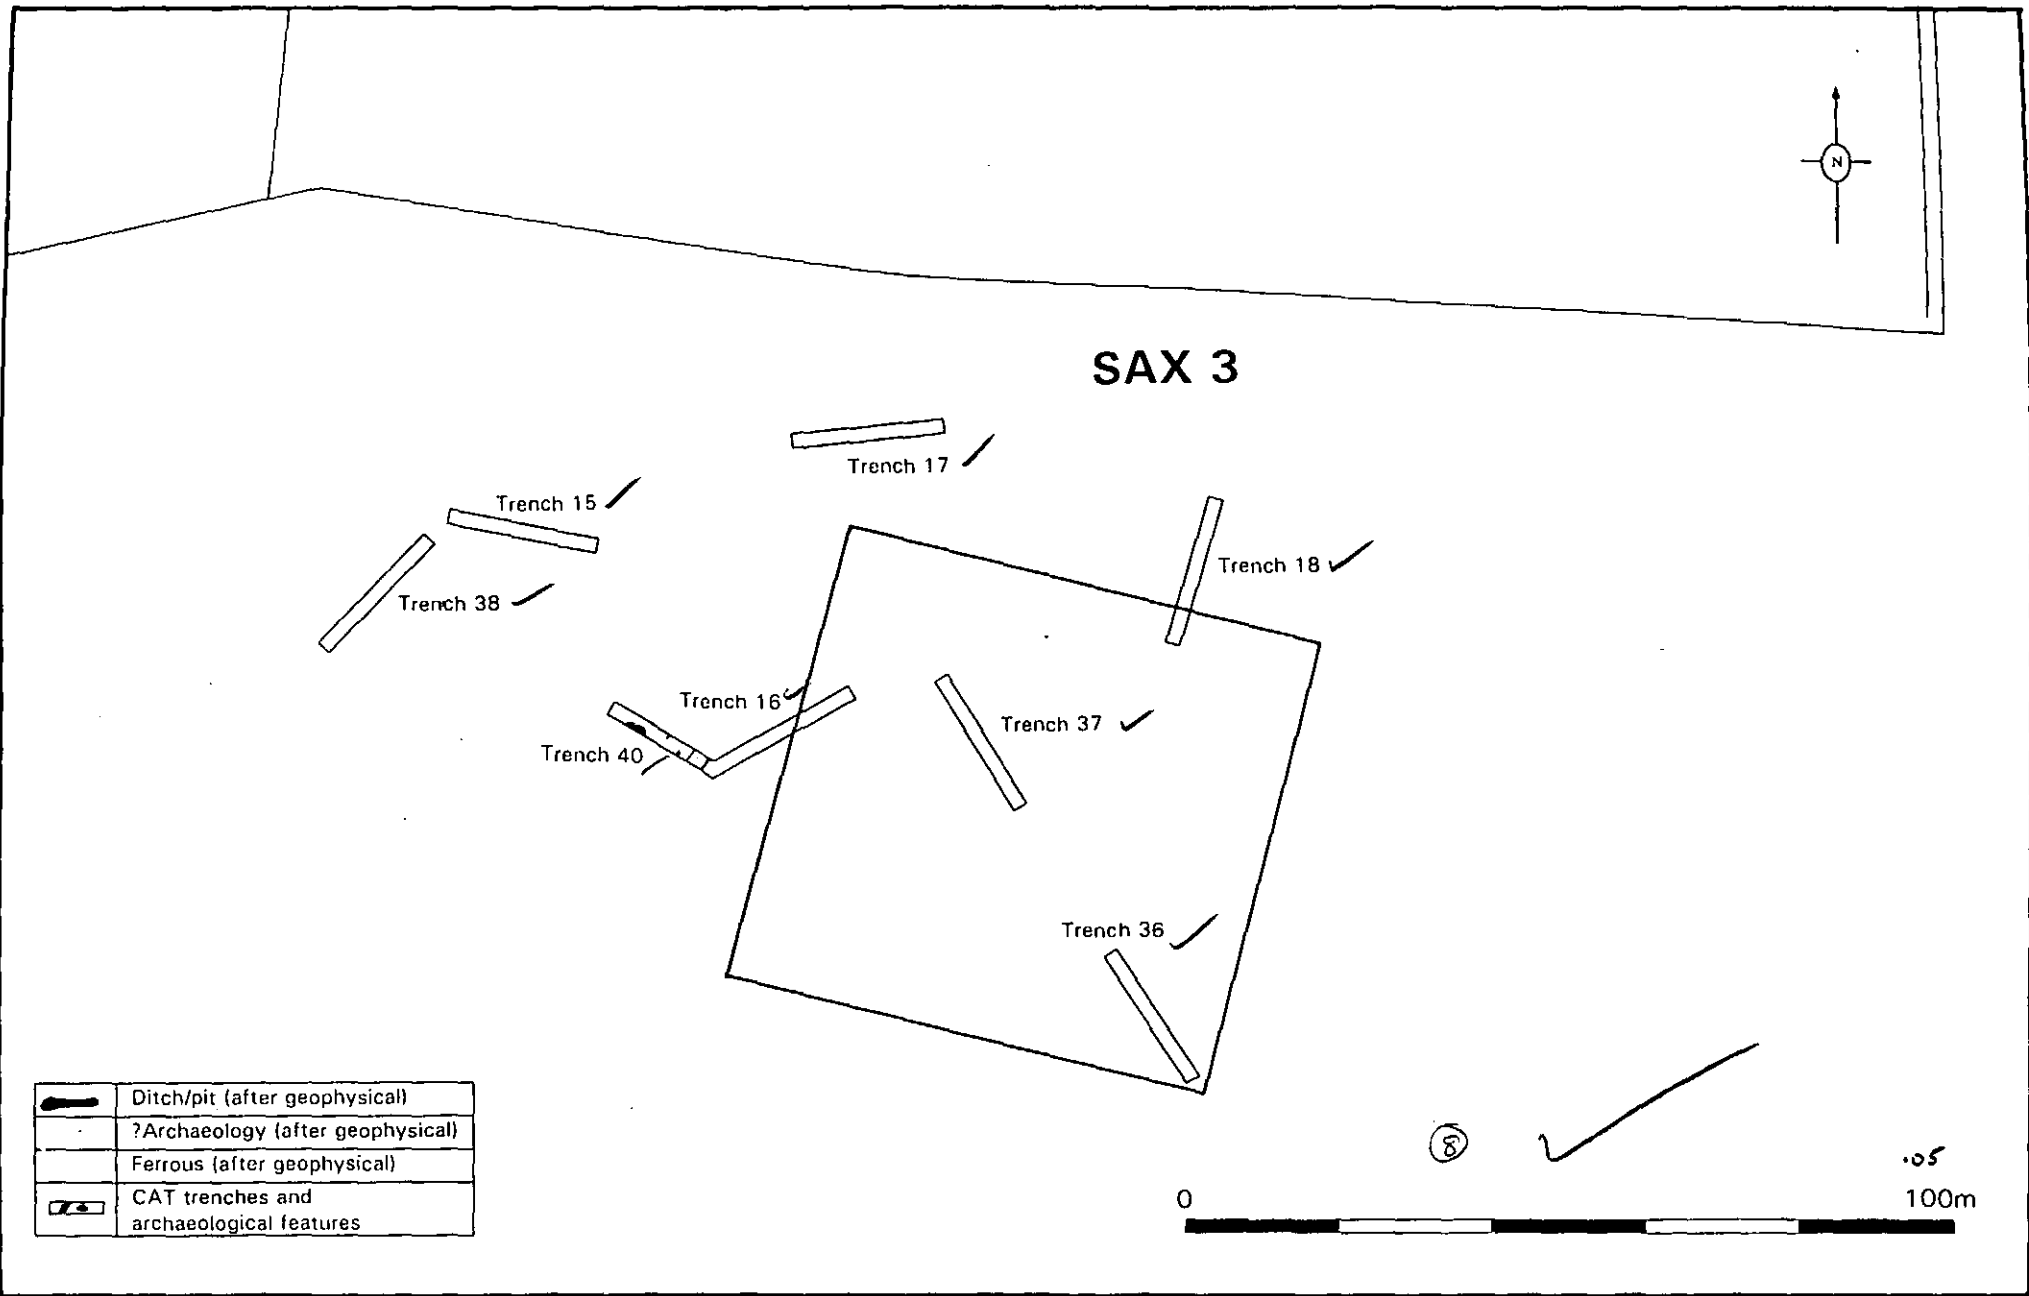 N
SAX 3
Trench 17
Trench 15
Trench 18
Trench 38
Trench 16
Trench 37
Trench 40
Trench 36
Ditch/pit (after geophysical)
?Archaeology (after geophysical)
Ferrous (after geophysical)
CAT trenches and
archaeological features
8
.05
0
100m